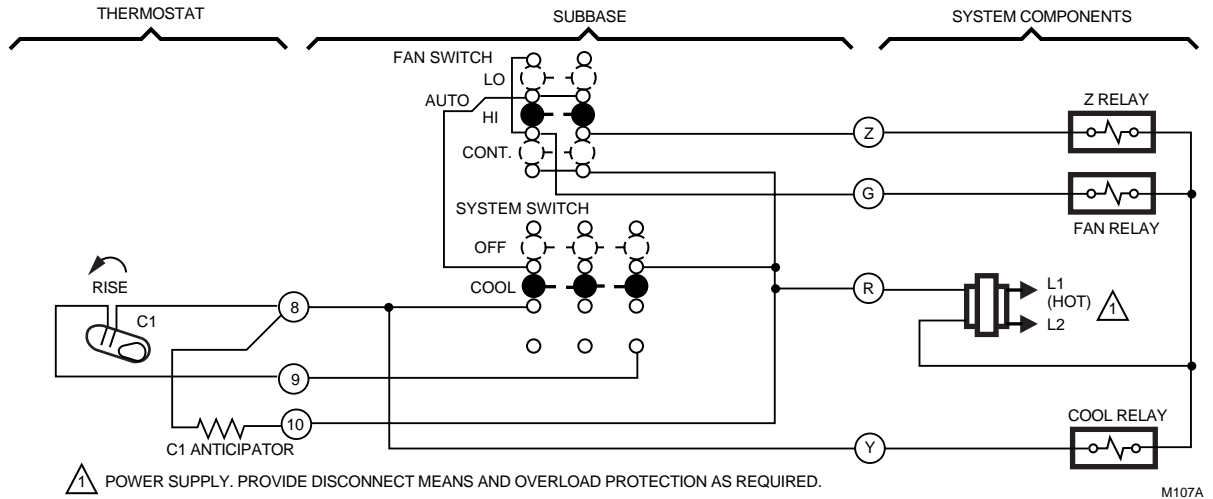 THERMOSTAT
SUBBASE
SYSTEM COMPONENTS
FAN SWITCH
LO
AUTO
HI
CONT.
Z RELAY
Z
G
FAN RELAY
SYSTEM SWITCH
OFF
COOL
RISE
C1
8
R
L1
(HOT)
1
L2
9
10
C1 ANTICIPATOR
COOL RELAY
Y
1 POWER SUPPLY. PROVIDE DISCONNECT MEANS AND OVERLOAD PROTECTION AS REQUIRED.
M107A